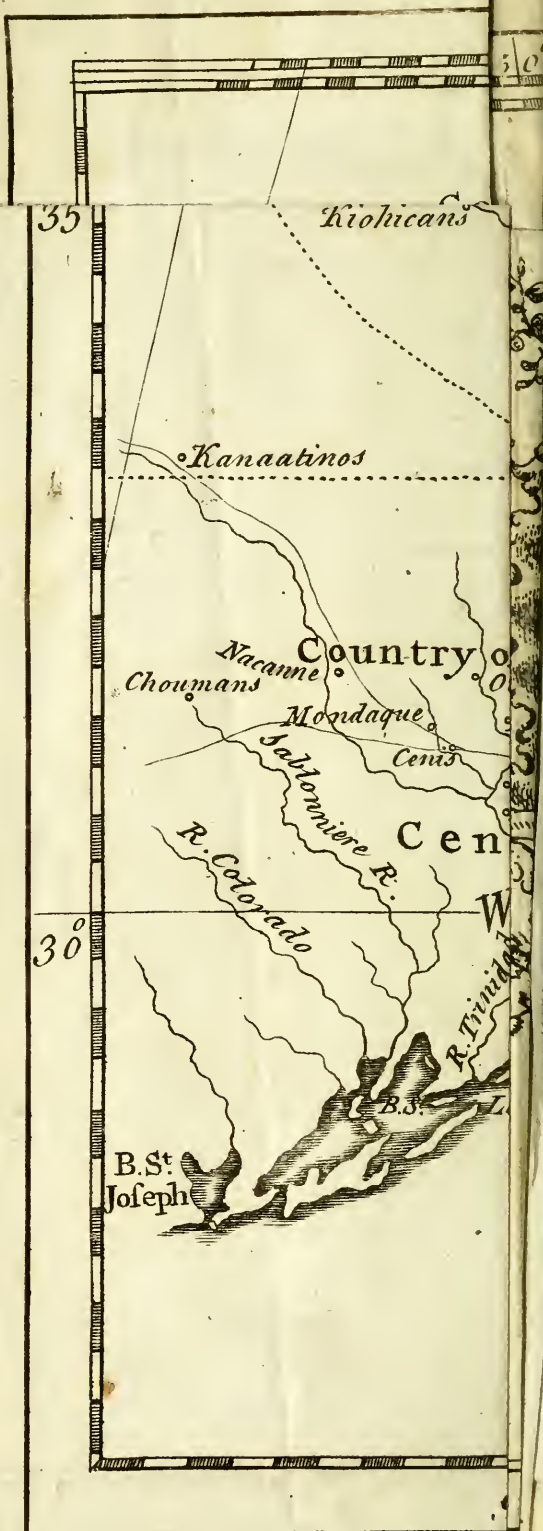 35
Kiohicans
Kanaatinos
Country o
Nacanne
Choumans
Mondaque
Cenis
Sablonniere R.
Cen
R. Colorado
W
30°
R. Trinidad
B. S.
L
B. St.
Joſeph